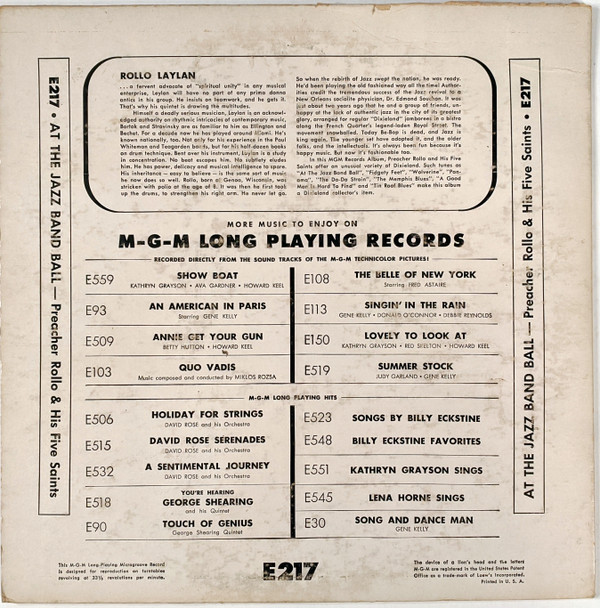 E217 • AT THE JAZZ BAND BALL — Preacher Rollo & His Five Saints
ROLLO LAYLAN
... a fervent advocate of "spiritual unity" in any musical
enterprise, Laylan will have no part of any prima donna
antics in his group. He insists on teamwork, and he gets it.
That's why his quintet is drawing the multitudes.
Himself a deadly serious musician, Laylan is an acknowl-
edged authority on rhythmic intricacies of contemporary music.
Bartok and Stravinsky are as familiar to him as Ellington and
Bechet. For a decade now he has played around Miami. He's
known nationally, too. Not only for his appearances in the Paul
Whiteman and Teagarden bands, but for his half-dozen books
on drum technique. Bent over his instrument, Laylan is a study
in concentration. No beat escapes him. No subtlety eludes
him. He has power, delicacy and musical intelligence to spare.
His inheritance — easy to believe — is the same sort of music
he now does so well. Rollo, born at Genoa, Wisconsin, was
stricken with polio at the age of 8. It was then he first took
up the drums, to strengthen his right arm. He never let go.
So when the rebirth of Jazz swept the nation, he was ready.
He'd been playing the old fashioned way all the time! Author-
ities credit the tremendous success of the Jazz revival to a
New Orleans socialite physician, Dr. Edmond Souchon. It was
just about two years ago that he and a group of friends, un-
happy at the lack of authentic jazz in the city of its greatest
glory, arranged for regular "Dixieland" jamborees in a bistro
along the French Quarter's legend-laden Royal Street. The
movement snowballed. Today Be-Bop is dead, and Jazz is
king again. The younger set have adopted it, and the older
folk, and the intellectuals. It's always been fun because it's
happy music. But now it's fashionable too.
In this MGM Records Album, Preacher Rollo and His Five
Saints offer an unusual variety of Dixieland. Such tunes as
"At The Jazz Band Ball", "Fidgety Feet", "Wolverine", "Pan-
ama", "The Da-Da Strain", "The Memphis Blues", "A Good
Man Is Hard To Find" and "Tin Roof Blues" make this album
a Dixieland collector's item.
MORE MUSIC TO ENJOY ON
M-G-M LONG PLAYING RECORDS
RECORDED DIRECTLY FROM THE SOUND TRACKS OF THE M-G-M TECHNICOLOR PICTURES!
E559 SHOW BOAT
KATHRYN GRAYSON • AVA GARDNER • HOWARD KEEL
E93 AN AMERICAN IN PARIS
Starring GENE KELLY
E509 ANNIE GET YOUR GUN
BETTY HUTTON • HOWARD KEEL
E103 QUO VADIS
Music composed and conducted by MIKLOS ROZSA
E108 THE BELLE OF NEW YORK
Starring FRED ASTAIRE
E113 SINGIN' IN THE RAIN
GENE KELLY • DONALD O'CONNOR • DEBBIE REYNOLDS
E150 LOVELY TO LOOK AT
KATHRYN GRAYSON • RED SKELTON • HOWARD KEEL
E519 SUMMER STOCK
JUDY GARLAND • GENE KELLY
M-G-M LONG PLAYING HITS
E506 HOLIDAY FOR STRINGS
DAVID ROSE and his Orchestra
E515 DAVID ROSE SERENADES
DAVID ROSE and his Orchestra
E532 A SENTIMENTAL JOURNEY
DAVID ROSE and his Orchestra
YOU'RE HEARING
E518 GEORGE SHEARING
and his Quintet
E90 TOUCH OF GENIUS
George Shearing Quintet
E523 SONGS BY BILLY ECKSTINE
E548 BILLY ECKSTINE FAVORITES
E551 KATHRYN GRAYSON SINGS
E545 LENA HORNE SINGS
E30 SONG AND DANCE MAN
GENE KELLY
This M-G-M Long-Playing Microgroove Record
is designed for reproduction on turntables
revolving at 33⅓ revolutions per minute.
E217
The device of a lion's head and the letters
M-G-M are registered in the United States Patent
Office as a trade-mark of Loew's Incorporated.
Printed in U. S. A.
AT THE JAZZ BAND BALL — Preacher Rollo & His Five Saints • E217